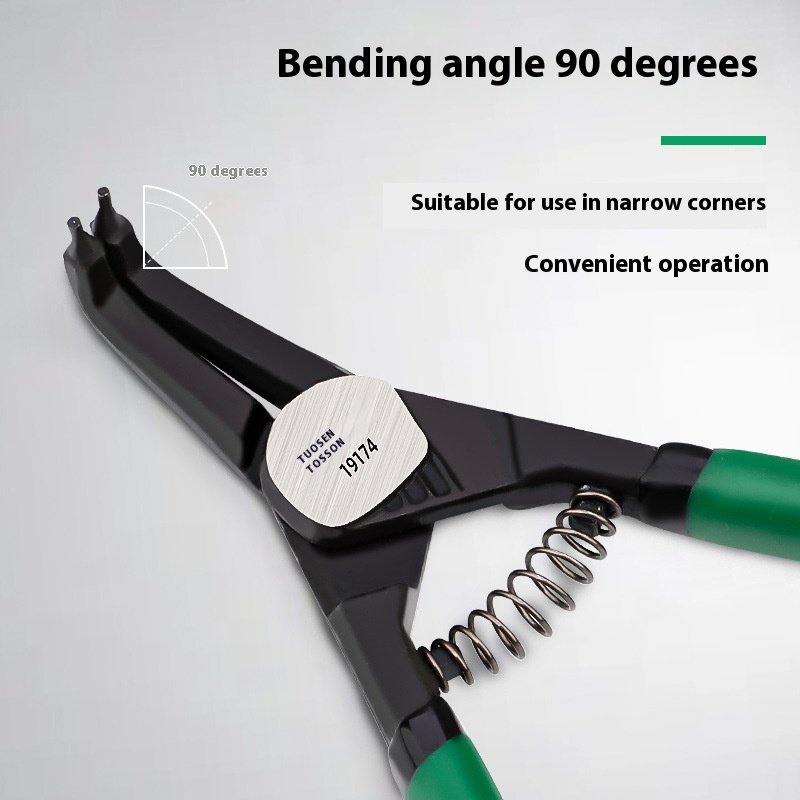 Bending angle 90 degrees
90 degrees
Suitable for use in narrow corners
Convenient operation
TUOSEN
TOSSON
19174